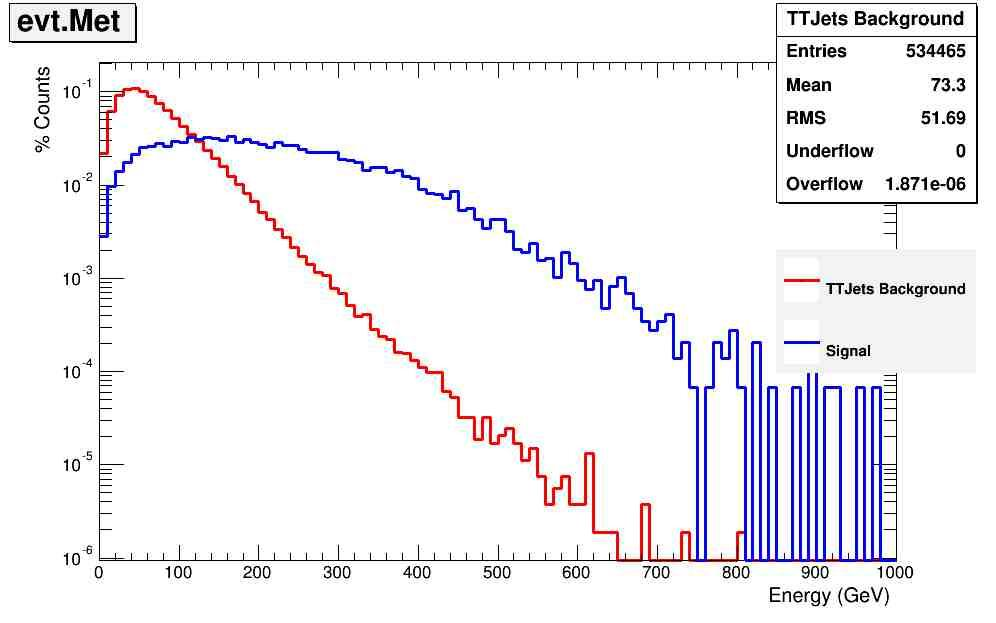 evt.Met
TTJets Background
Entries 534465
Mean 73.3
RMS 51.69
Underflow 0
Overflow 1.871e-06
% Counts
10-1
10-2
10-3
10-4
10-5
10-6
TTJets Background
Signal
0 100 200 300 400 500 600 700 800 900 1000
Energy (GeV)